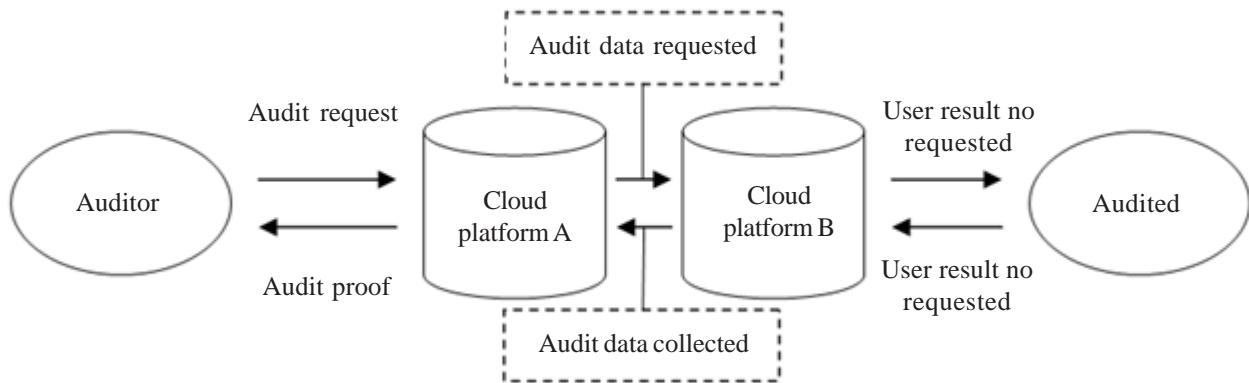 Audit data requested
Audit request
User result no
requested
Auditor
Cloud
platform A
Cloud
platform B
Audited
Audit proof
User result no
requested
Audit data collected